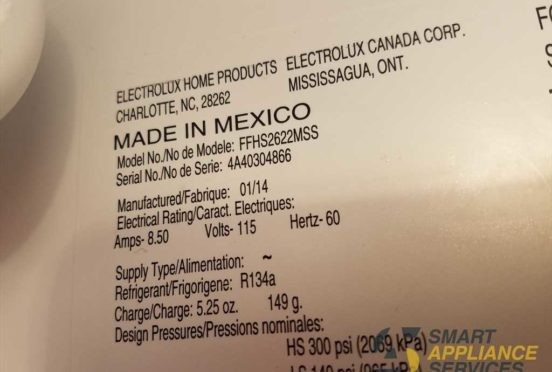 ELECTROLUX HOME PRODUCTS ELECTROLUX CANADA CORP.
CHARLOTTE, NC, 28262 MISSISSAGUA, ONT.
MADE IN MEXICO
Model No./No de Modele: FFHS2622MSS
Serial No./No de Serie: 4A40304866
Manufactured/Fabrique: 01/14
Electrical Rating/Caract. Electriques:
Amps- 8.50 Volts- 115 Hertz- 60
Supply Type/Alimentation: ~
Refrigerant/Frigorigene: R134a
Charge/Charge: 5.25 oz. 149 g.
Design Pressures/Pressions nominales:
HS 300 psi (2069 kPa)
SMART
APPLIANCE
SERVICES